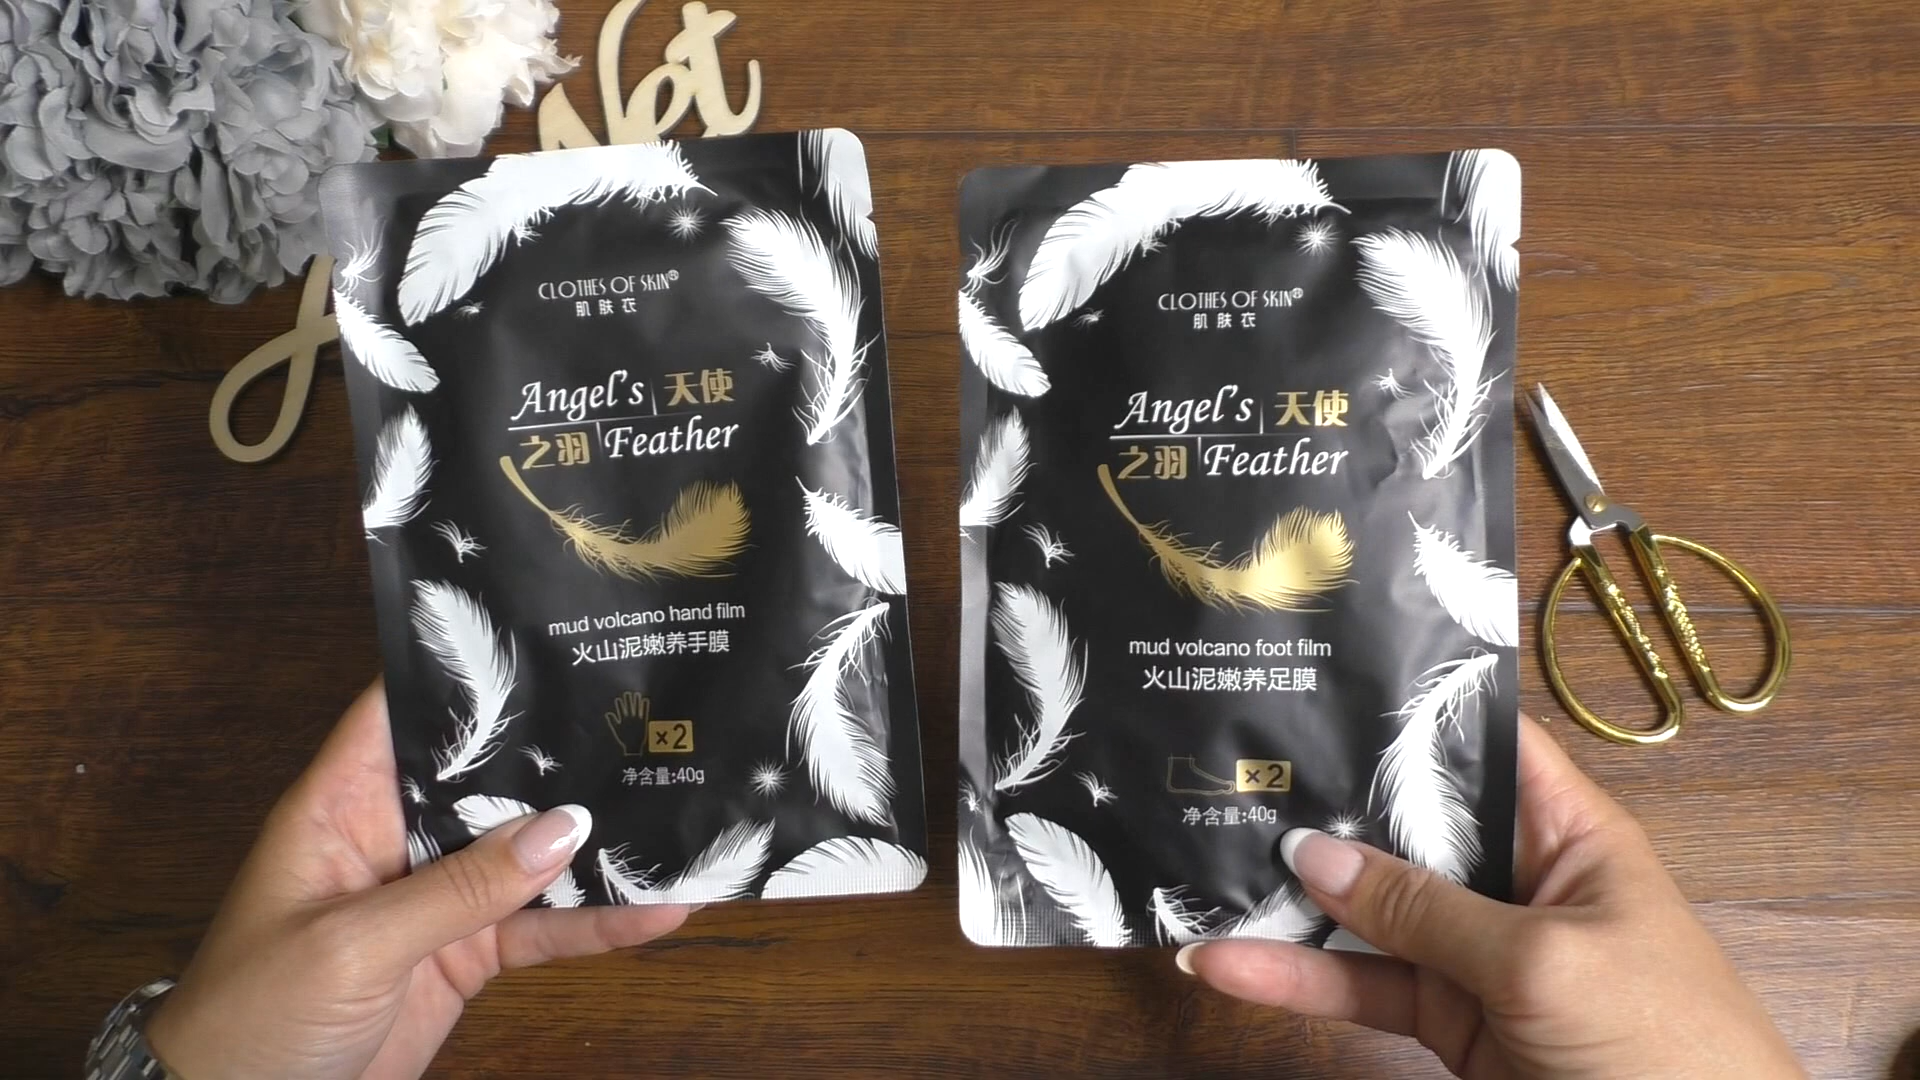 Net
CLOTHES OF SKIN®
肌肤衣
Angel's 天使
之羽 Feather
mud volcano hand film
火山泥嫩养手膜
×2
净含量:40g
CLOTHES OF SKIN®
肌肤衣
Angel's 天使
之羽 Feather
mud volcano foot film
火山泥嫩养足膜
×2
净含量:40g